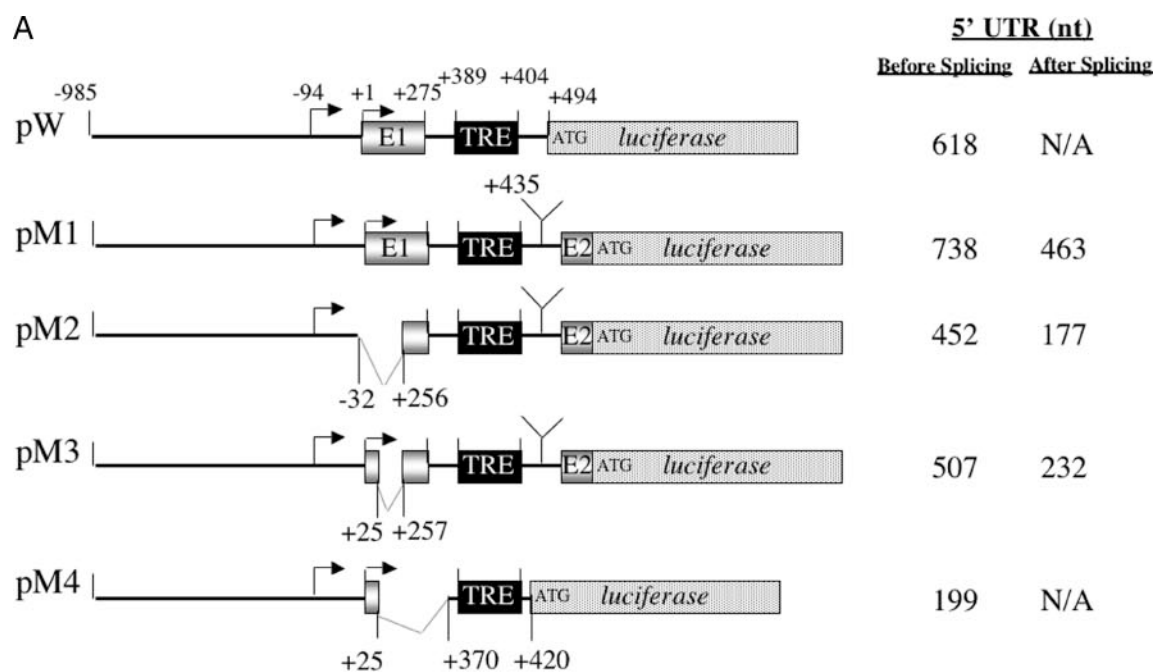 A
5' UTR (nt)
Before Splicing After Splicing
-985 -94 +1 +275 +389 +404 +494
pW E1 TRE ATG luciferase 618 N/A
+435
pM1 E1 TRE E2 ATG luciferase 738 463
pM2 TRE E2 ATG luciferase 452 177
-32 +256
pM3 TRE E2 ATG luciferase 507 232
+25 +257
pM4 TRE ATG luciferase 199 N/A
+25 +370 +420